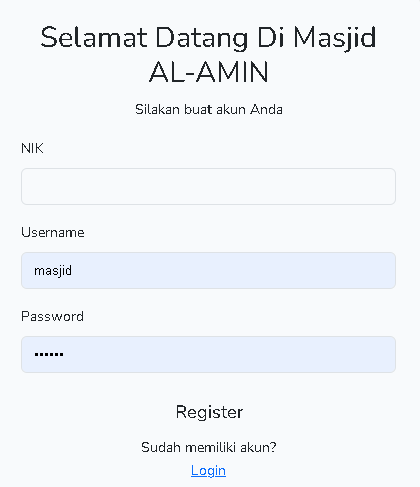 Selamat Datang Di Masjid
AL-AMIN
Silakan buat akun Anda
NIK
Username
masjid
Password
••••••
Register
Sudah memiliki akun?
Login